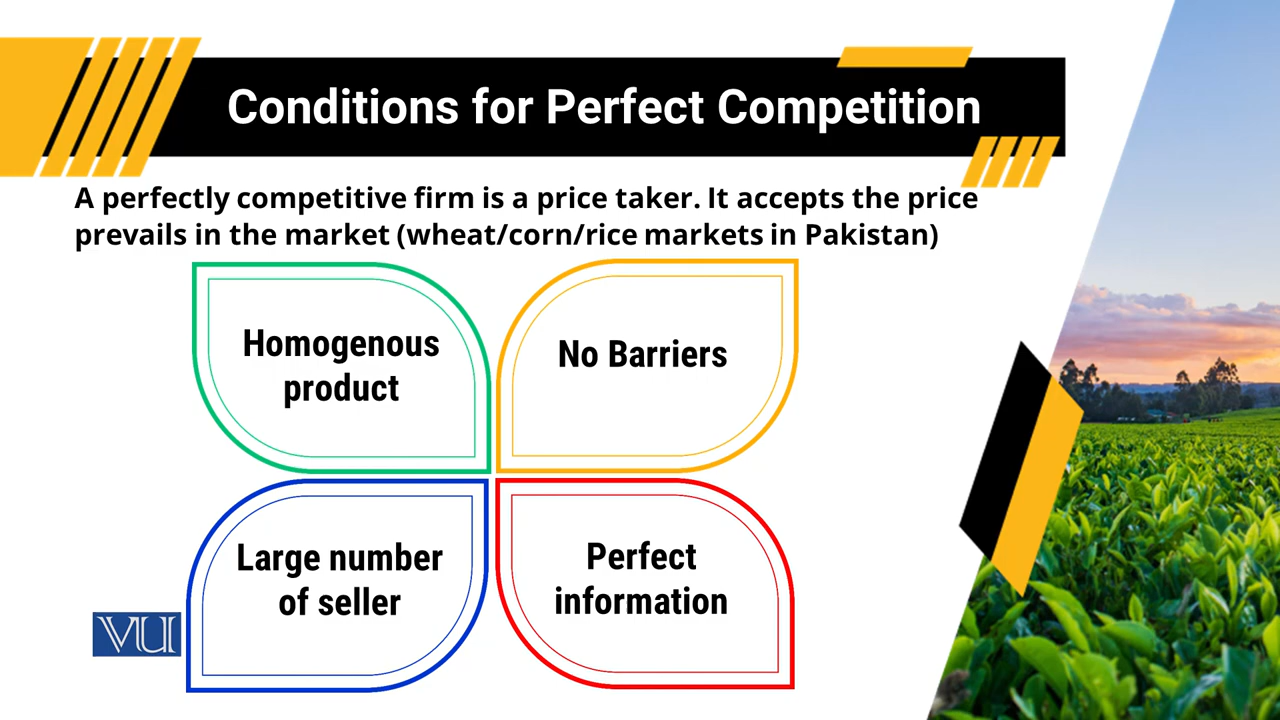 Conditions for Perfect Competition
A perfectly competitive firm is a price taker. It accepts the price
prevails in the market (wheat/corn/rice markets in Pakistan)
Homogenous
product
No Barriers
Large number
of seller
Perfect
information
VU